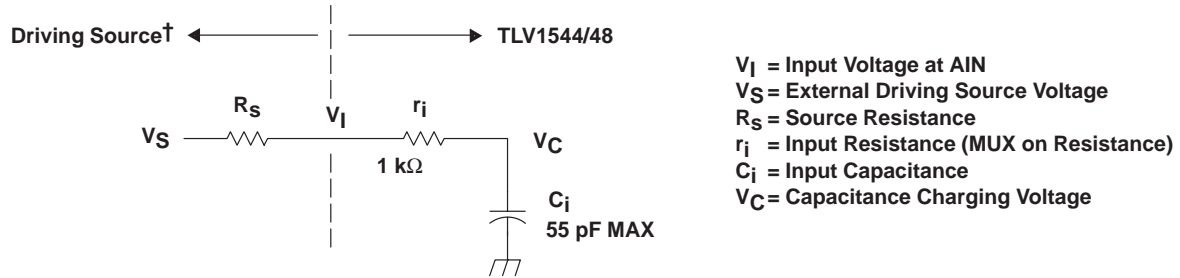 Driving Source† TLV1544/48
Rs VI ri
VS VC
1 kΩ
Ci
55 pF MAX
VI = Input Voltage at AIN
VS = External Driving Source Voltage
Rs = Source Resistance
ri = Input Resistance (MUX on Resistance)
Ci = Input Capacitance
VC = Capacitance Charging Voltage